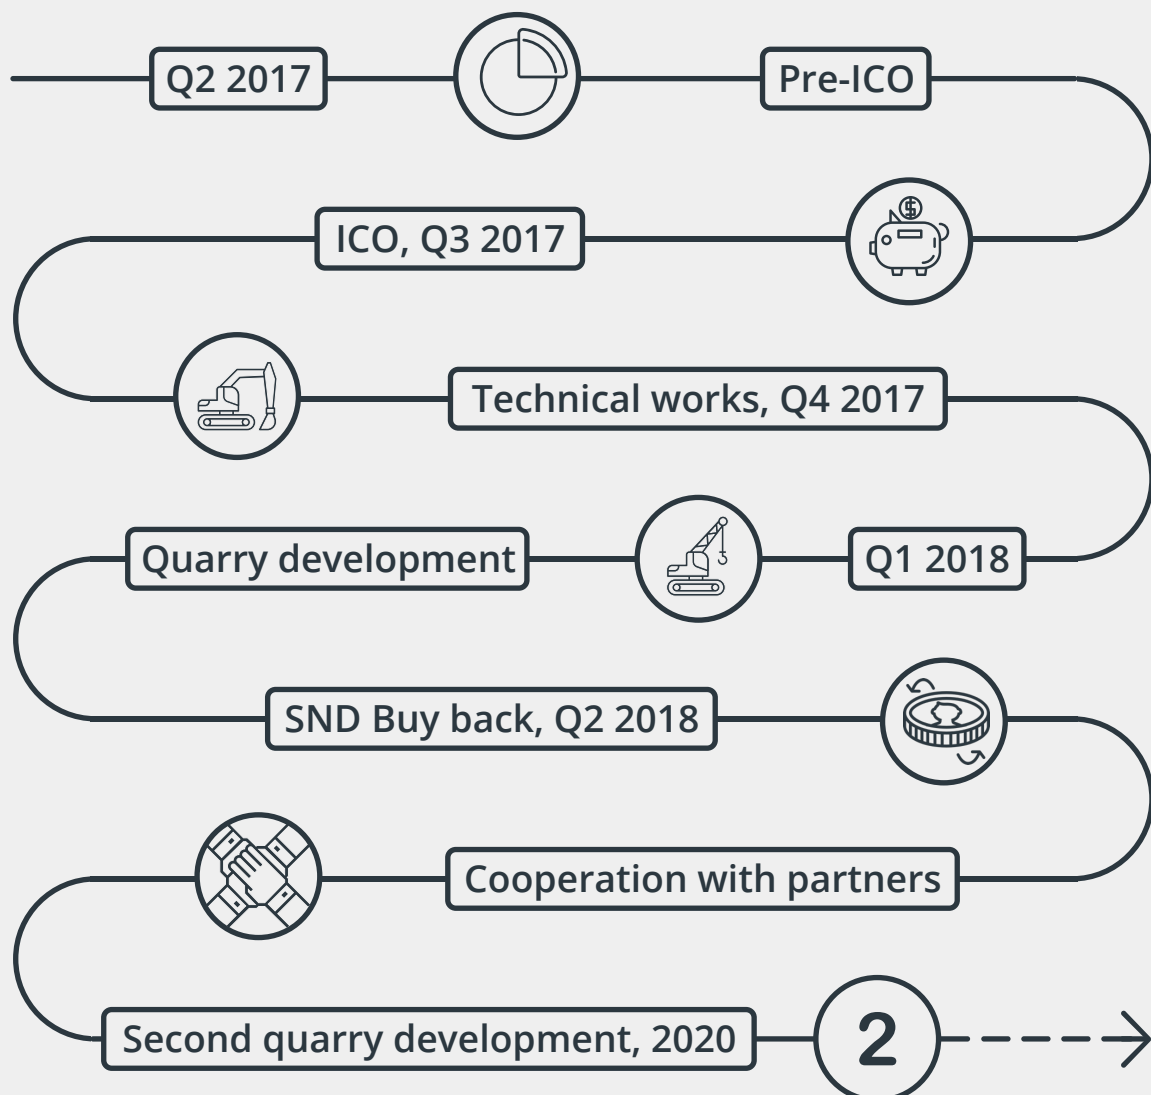 Q2 2017
Pre-ICO
ICO, Q3 2017
Technical works, Q4 2017
Quarry development
Q1 2018
SND Buy back, Q2 2018
Cooperation with partners
Second quarry development, 2020
2